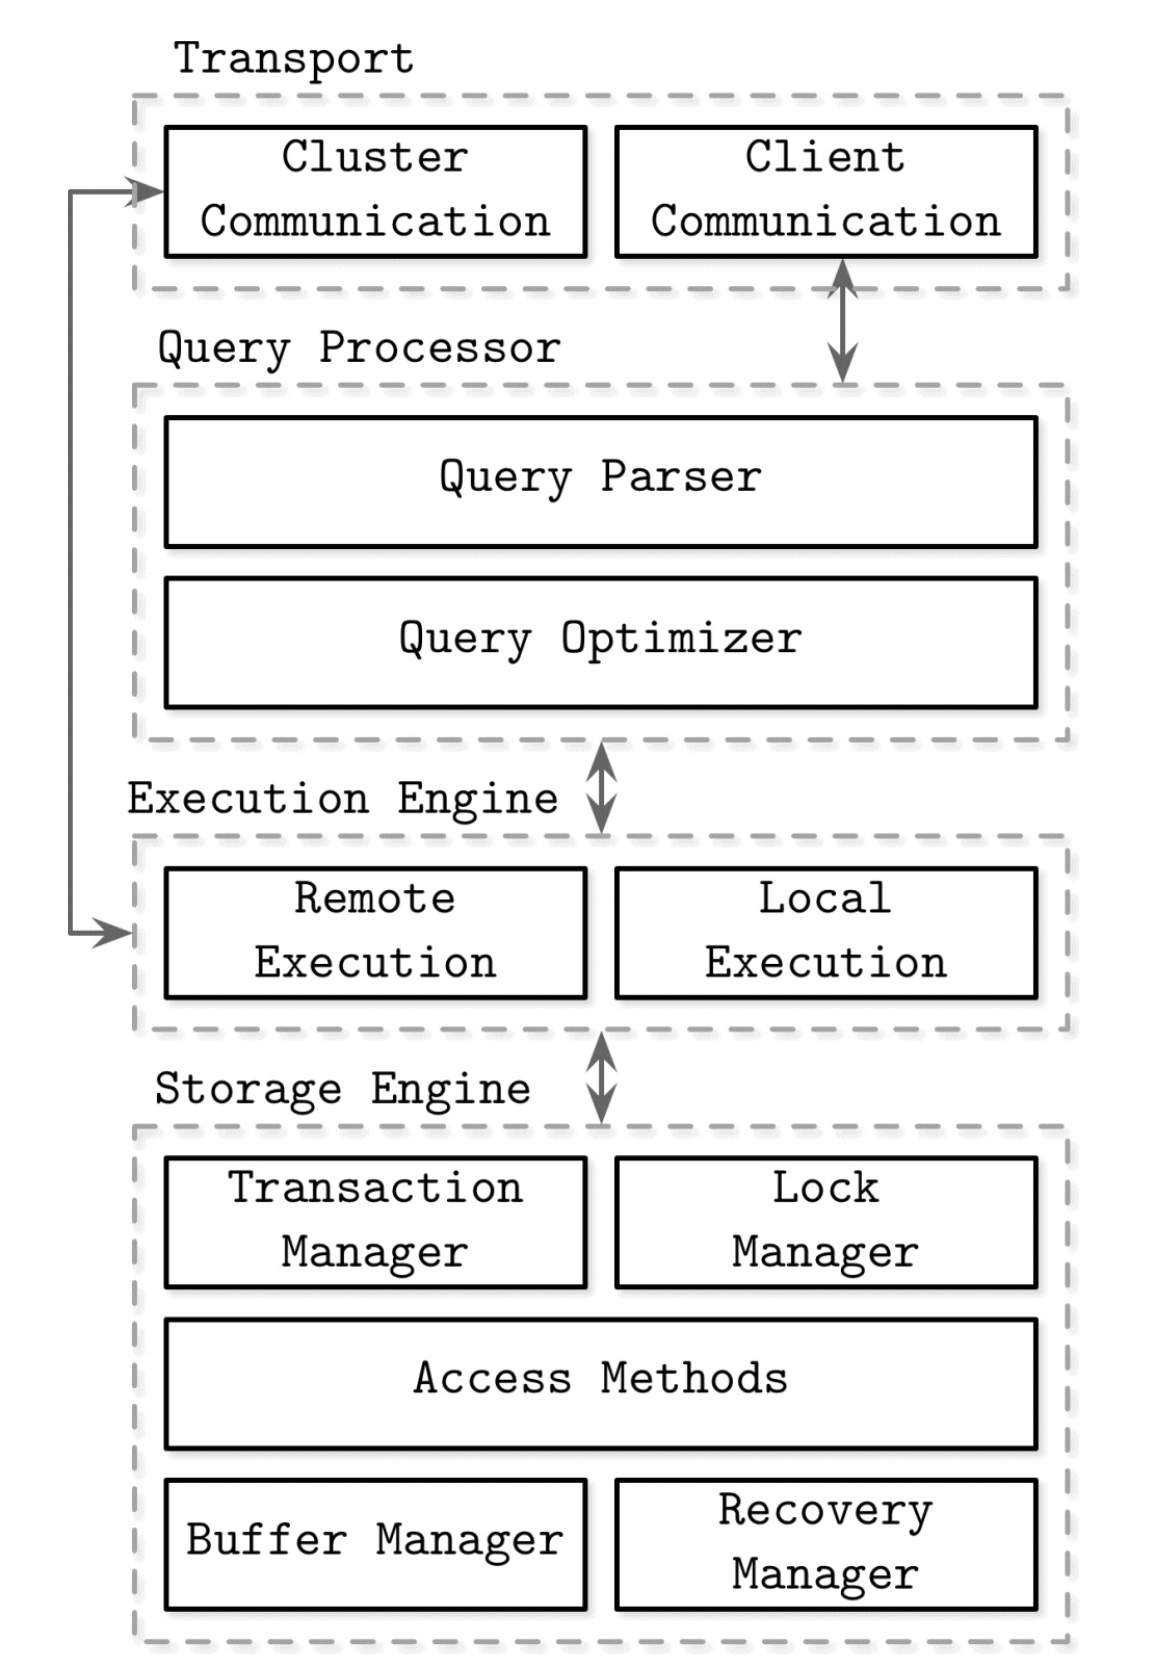 Transport
Cluster
Communication
Client
Communication
Query Processor
Query Parser
Query Optimizer
Execution Engine
Remote
Execution
Local
Execution
Storage Engine
Transaction
Manager
Lock
Manager
Access Methods
Buffer Manager
Recovery
Manager